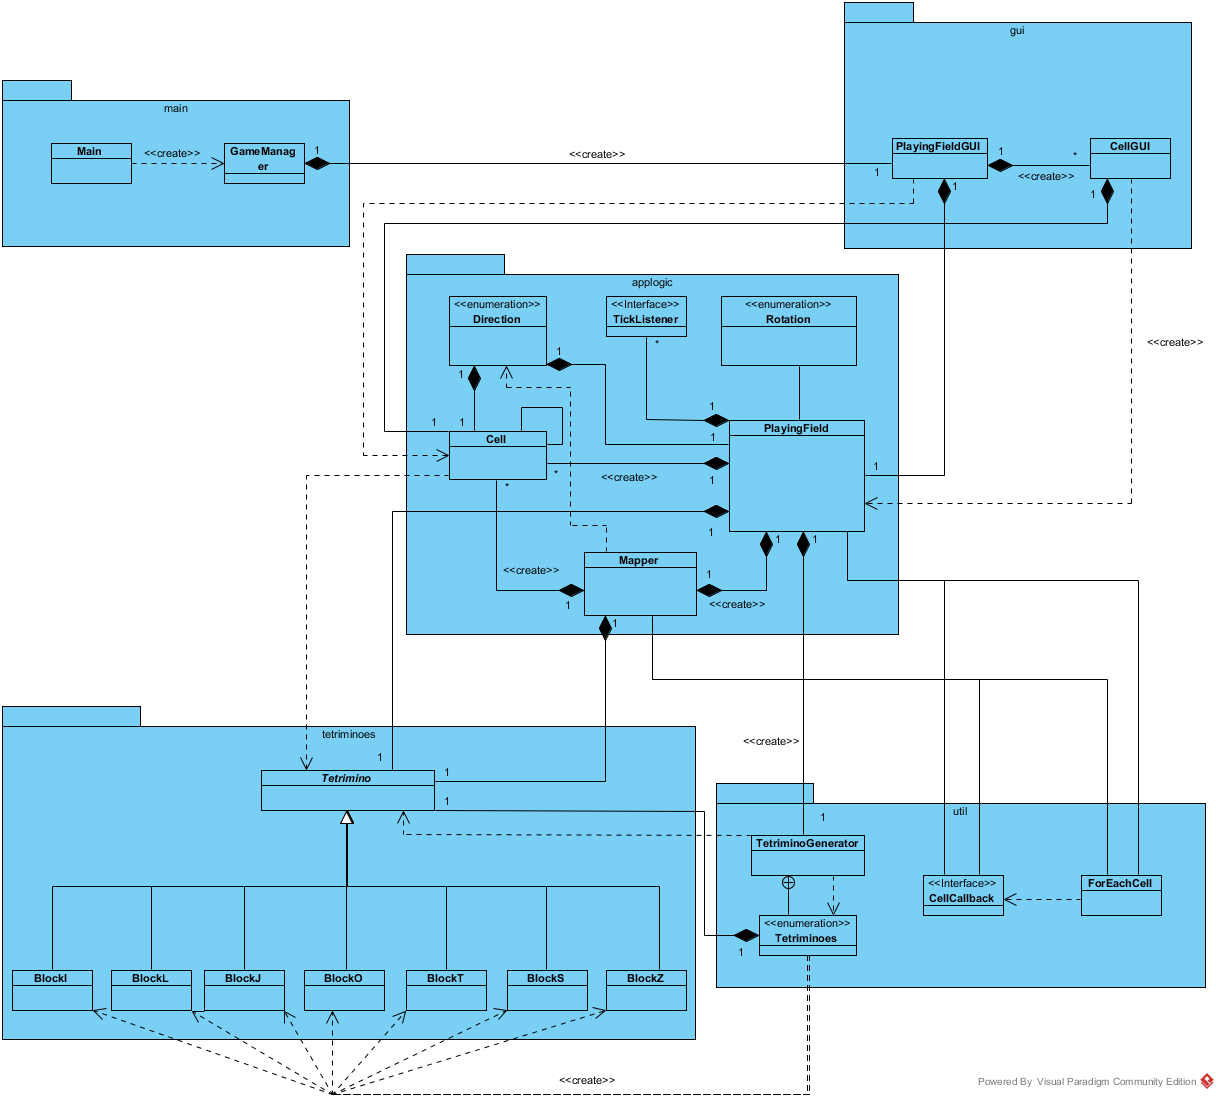 gui
main
Main
<<create>>
GameManag
er
1
<<create>>
1
PlayingFieldGUI
1
<<create>>
*
CellGUI
1
1
<<create>>
applogic
<<enumeration>>
Direction
<<Interface>>
TickListener
*
<<enumeration>>
Rotation
1
1
1
1
1
Cell
*
*
<<create>>
1
1
1
1
PlayingField
1
1
1
<<create>>
1
Mapper
1
<<create>>
1
tetriminoes
1
Tetrimino
1
1
<<create>>
util
1
TetriminoGenerator
<<enumeration>>
Tetriminoes
1
<<Interface>>
CellCallback
ForEachCell
BlockI
BlockL
BlockJ
BlockO
BlockT
BlockS
BlockZ
<<create>>
Powered By Visual Paradigm Community Edition